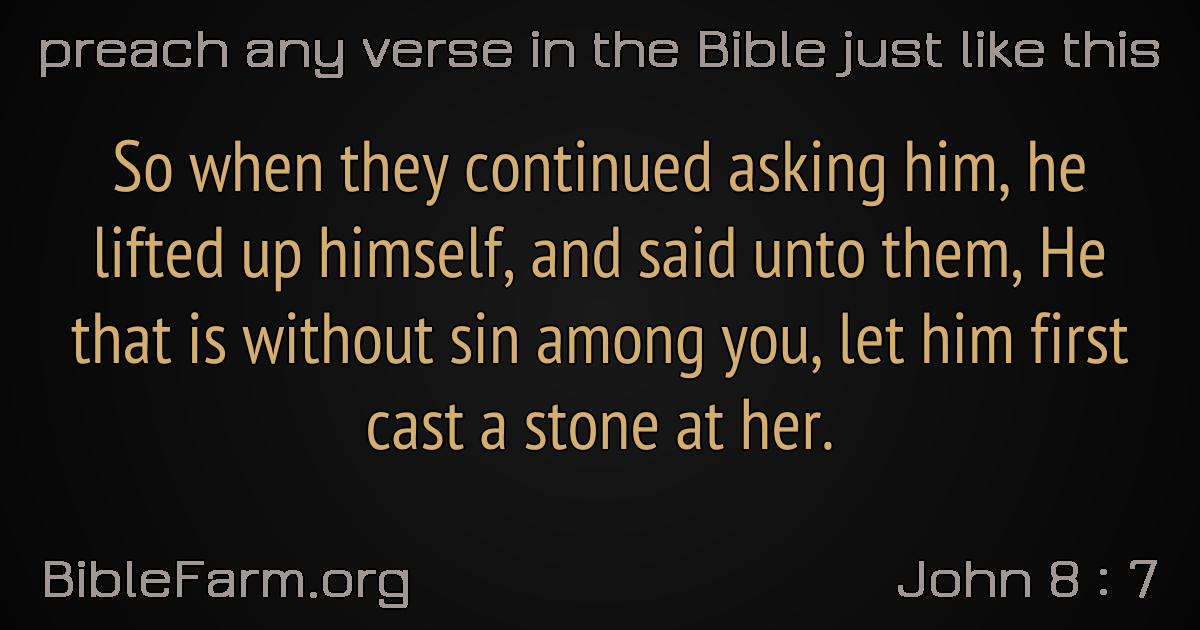 preach any verse in the Bible just like this
So when they continued asking him, he
lifted up himself, and said unto them, He
that is without sin among you, let him first
cast a stone at her.
BibleFarm.org
John 8 : 7